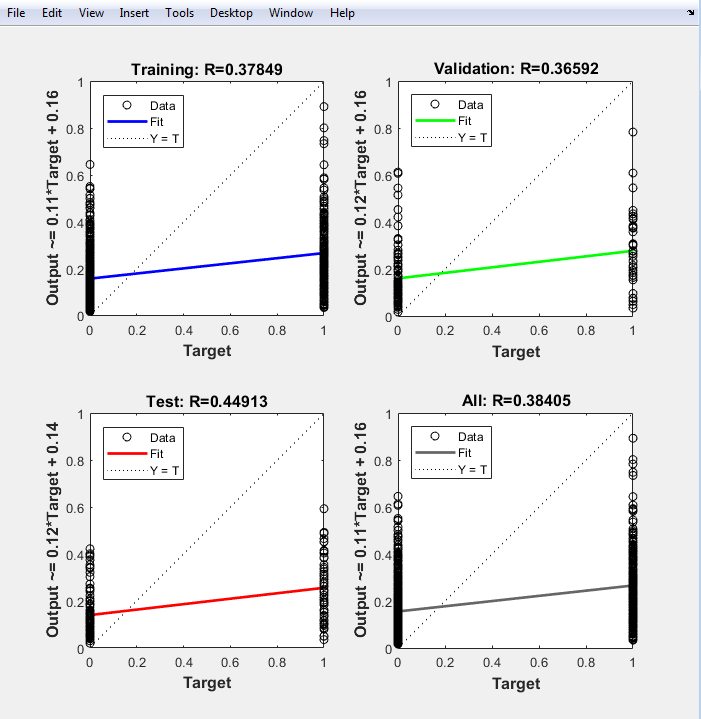 File Edit View Insert Tools Desktop Window Help
Training: R=0.37849
Output ~= 0.11*Target + 0.16
1
0.8
0.6
0.4
0.2
0
Data
Fit
Y = T
0 0.2 0.4 0.6 0.8 1
Target
Validation: R=0.36592
Output ~= 0.12*Target + 0.16
1
0.8
0.6
0.4
0.2
0
Data
Fit
Y = T
0 0.2 0.4 0.6 0.8 1
Target
Test: R=0.44913
Output ~= 0.12*Target + 0.14
1
0.8
0.6
0.4
0.2
0
Data
Fit
Y = T
0 0.2 0.4 0.6 0.8 1
Target
All: R=0.38405
Output ~= 0.11*Target + 0.16
1
0.8
0.6
0.4
0.2
0
Data
Fit
Y = T
0 0.2 0.4 0.6 0.8 1
Target